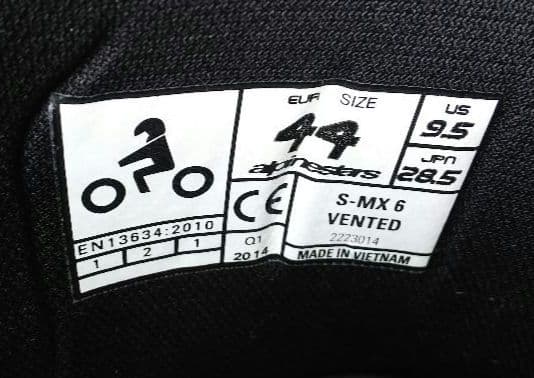 EUR SIZE
44
alpinestars
US
9.5
JPN
28.5
EN13634:2010
1 2 1
CE
Q1
2014
S-MX 6
VENTED
2223014
MADE IN VIETNAM